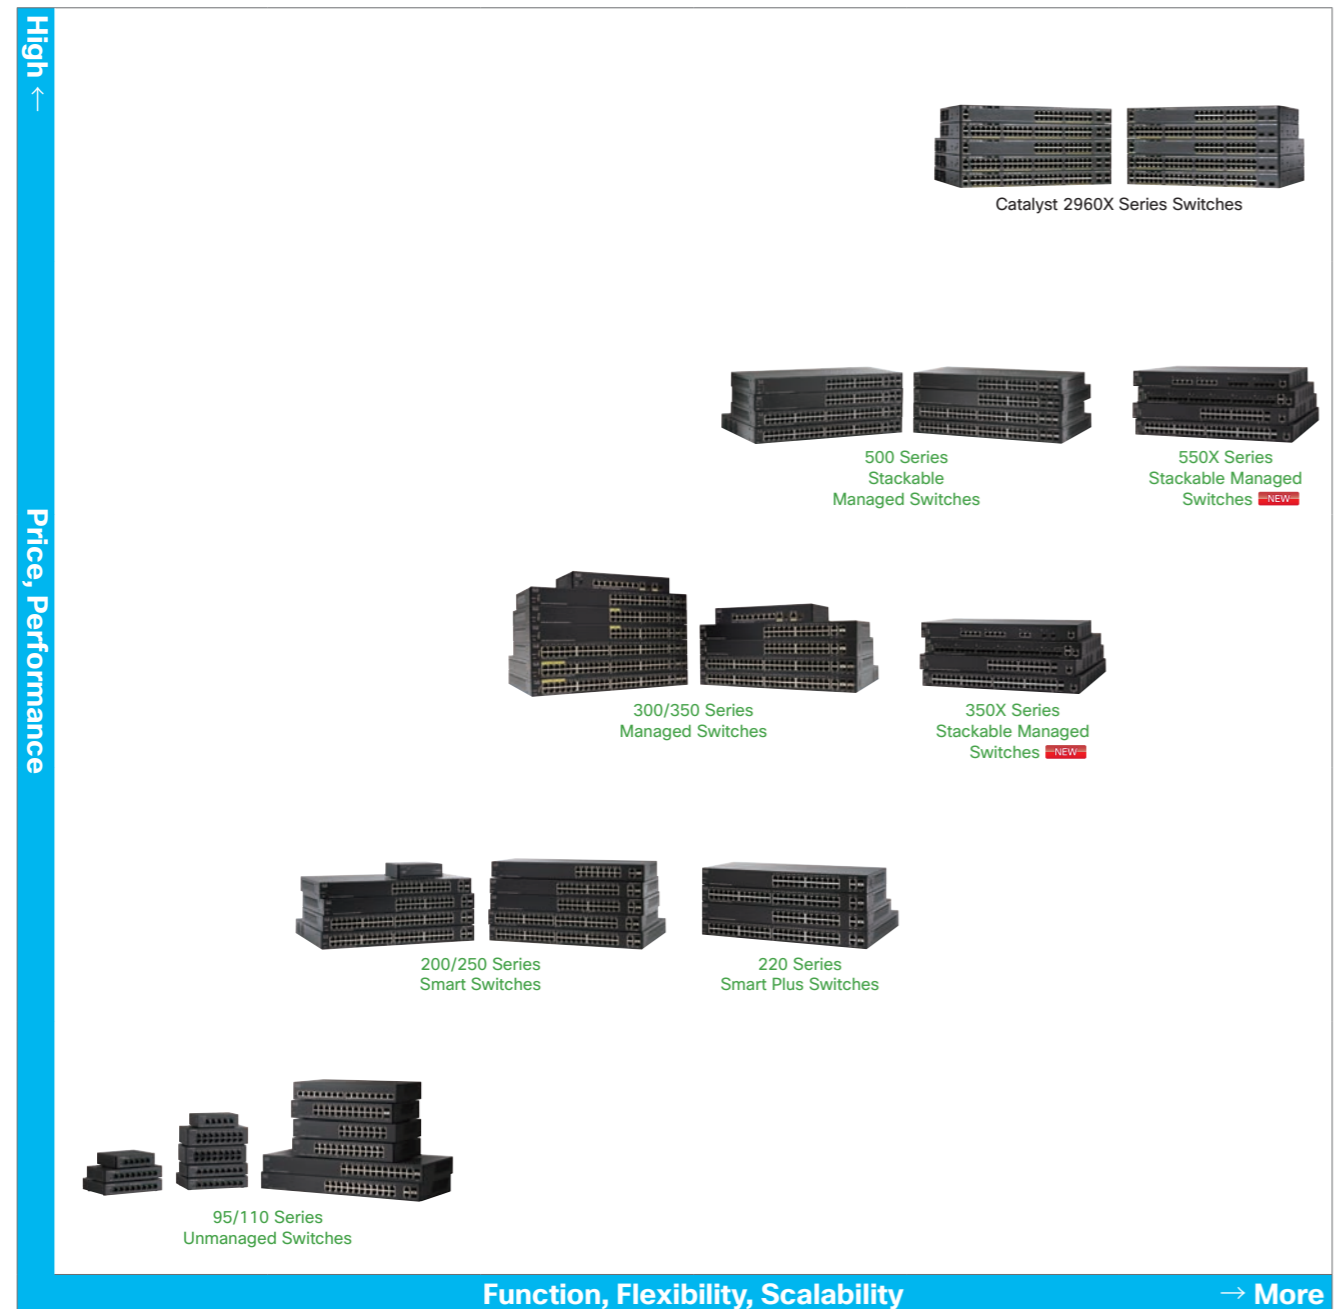 High ↑
Catalyst 2960X Series Switches
500 Series
Stackable
Managed Switches
550X Series
Stackable Managed
Switches NEW
Price, Performance
300/350 Series
Managed Switches
350X Series
Stackable Managed
Switches NEW
200/250 Series
Smart Switches
220 Series
Smart Plus Switches
95/110 Series
Unmanaged Switches
Function, Flexibility, Scalability → More